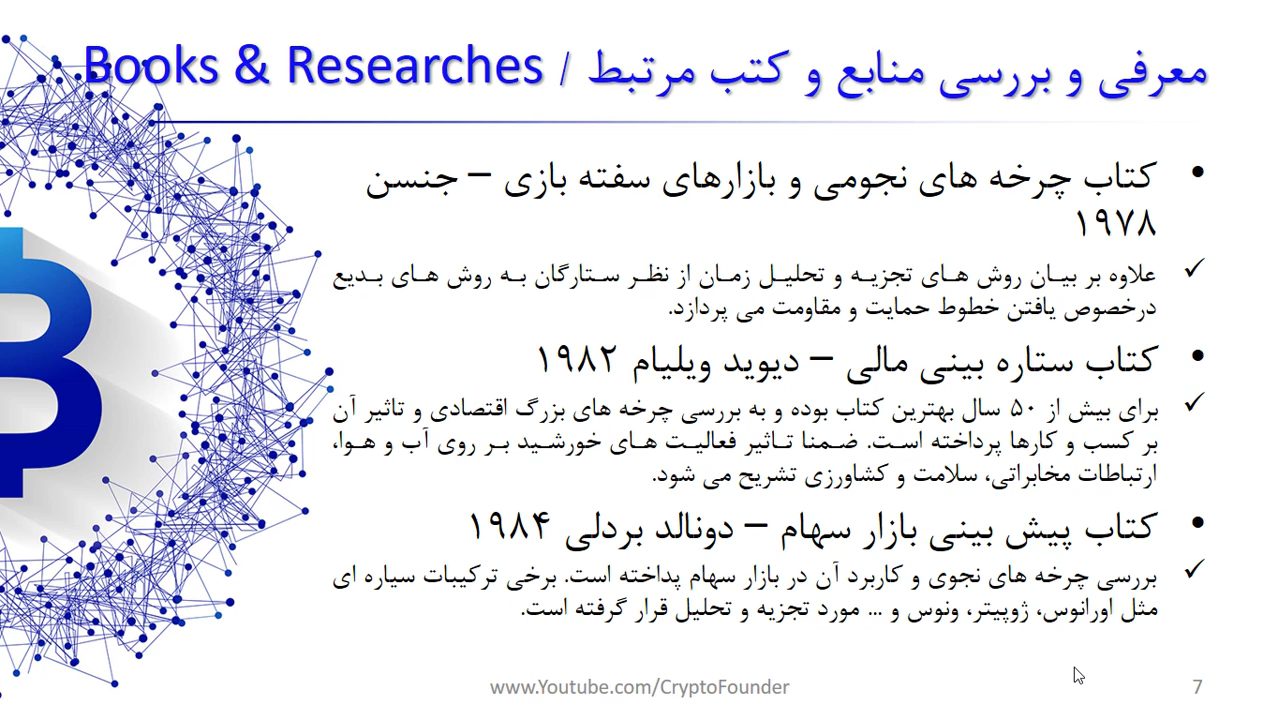 معرفی و بررسی منابع و کتب مرتبط / Books & Researches
• کتاب چرخه های نجومی و بازارهای سفته بازی – جنسن
۱۹۷۸
✓ علاوه بر بیان روش های تجزیه و تحلیل زمان از نظر ستارگان به روش های بدیع
درخصوص یافتن خطوط حمایت و مقاومت می پردازد.
• کتاب ستاره بینی مالی – دیوید ویلیام ۱۹۸۲
✓ برای بیش از ۵۰ سال بهترین کتاب بوده و به بررسی چرخه های بزرگ اقتصادی و تاثیر آن
بر کسب و کارها پرداخته است. ضمنا تاثیر فعالیت های خورشید بر روی آب و هوا،
ارتباطات مخابراتی، سلامت و کشاورزی تشریح می شود.
• کتاب پیش بینی بازار سهام – دونالد بردلی ۱۹۸۴
✓ بررسی چرخه های نجوی و کاربرد آن در بازار سهام پداخته است. برخی ترکیبات سیاره ای
مثل اورانوس، ژوپیتر، ونوس و ... مورد تجزیه و تحلیل قرار گرفته است.
www.Youtube.com/CryptoFounder
7